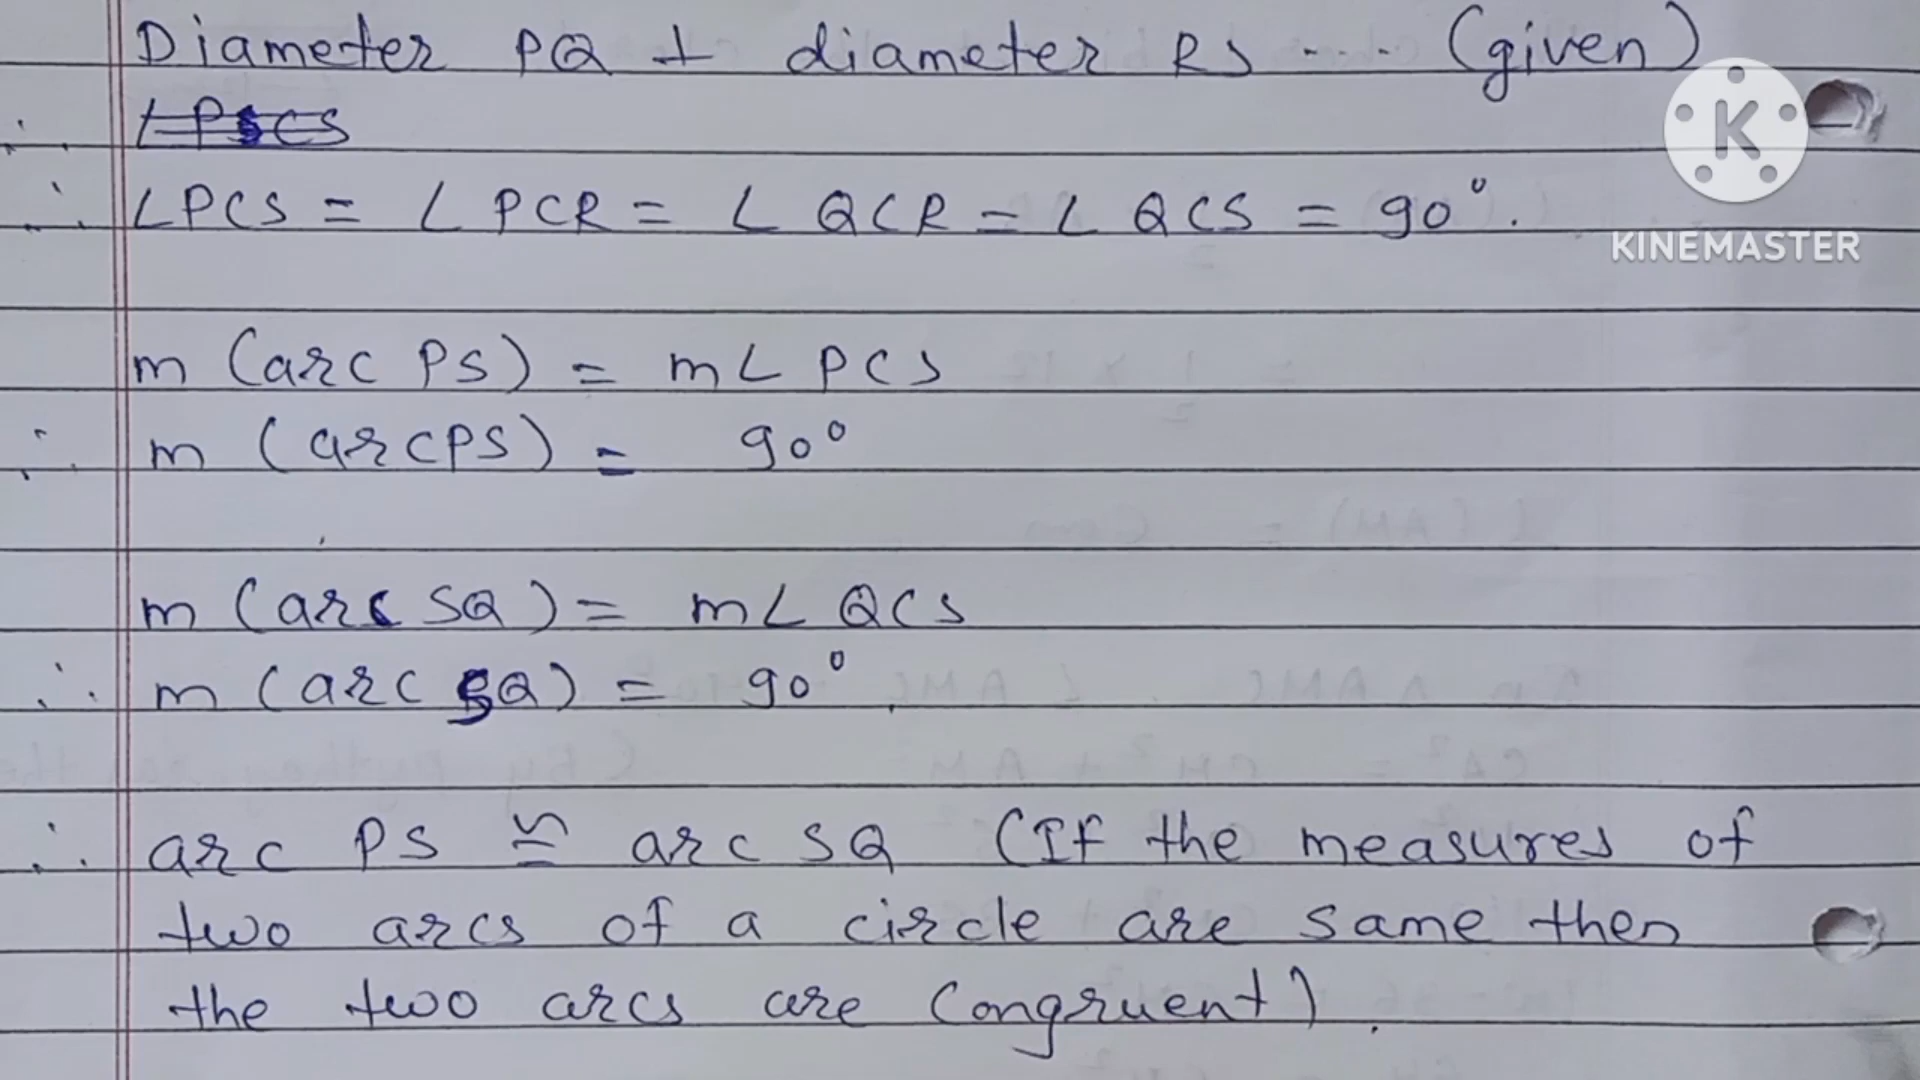 Diameter PQ ⊥ diameter RS ... (given)
∴ ∠PSCS
∴ ∠PCS = ∠PCR = ∠QCR = ∠QCS = 90°.
K
KINEMASTER
m (arc PS) = m∠PCS
∴ m (arc PS) = 90°
m (arc SQ) = m∠QCS
∴ m (arc SQ) = 90°.
∴ arc PS ≅ arc SQ (If the measures of
two arcs of a circle are same then
the two arcs are congruent).